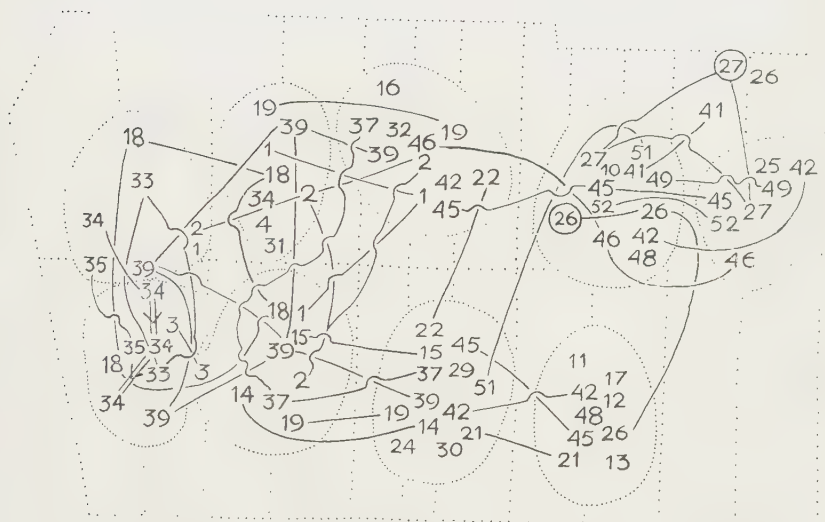 27 26
16
19
41
39 37 32 19
18 46
1 39 27 51
2 10 41 25 42
18 42 22 49 49
33 34 2 1 45 45 45
34 2 4 52 26 52 27
26
1 31 46 42
35 39 48 46
34
18 1
3 22
35 34 15 15 45
39 11
18 33 3 2 37 29 17
51 42 12
34 14 37 39
39 19 19 42 48
14 21 45 26
24 30 21 13